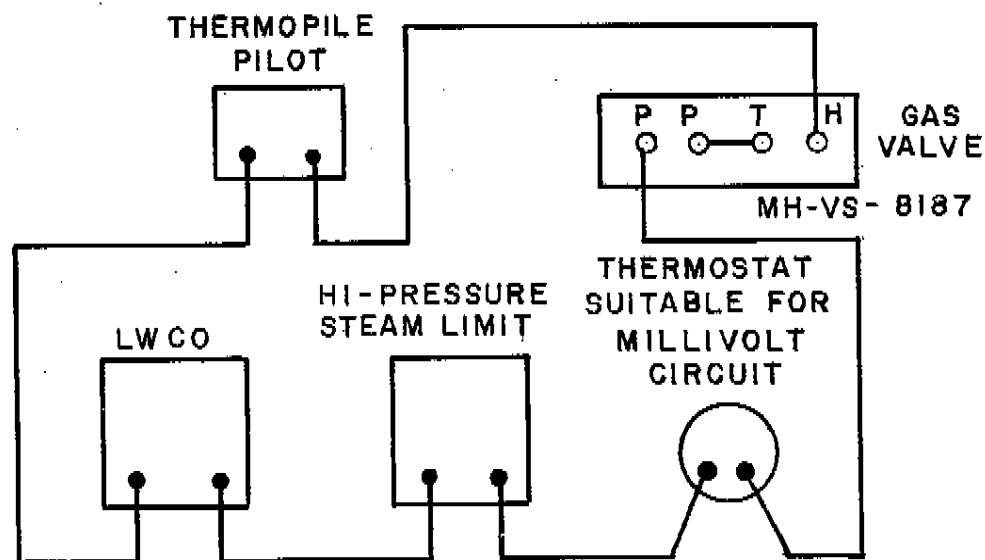 THERMOPILE
PILOT
P P T H
GAS
VALVE
MH-VS-8187
HI-PRESSURE
STEAM LIMIT
THERMOSTAT
SUITABLE FOR
MILLIVOLT
CIRCUIT
LWCO